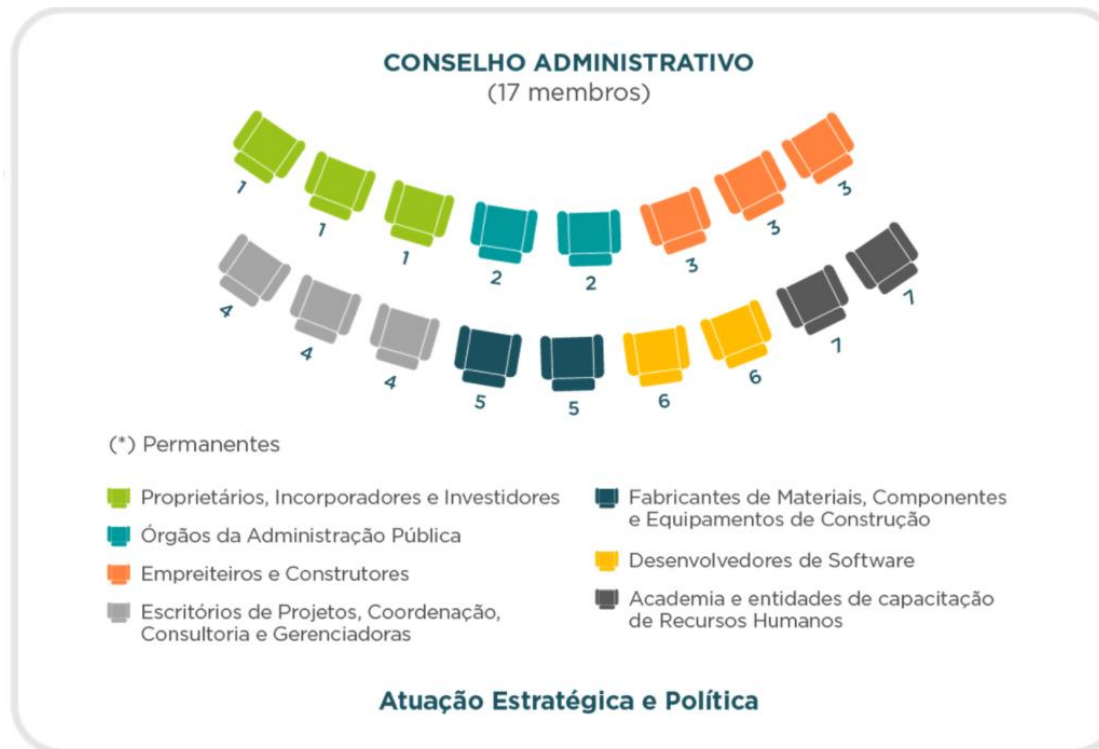 CONSELHO ADMINISTRATIVO
(17 membros)
1
1
1
2
2
3
3
3
4
4
4
5
5
6
6
7
7
(*) Permanentes
Proprietários, Incorporadores e Investidores
Órgãos da Administração Pública
Empreiteiros e Construtores
Escritórios de Projetos, Coordenação,
Consultoria e Gerenciadoras
Fabricantes de Materiais, Componentes
e Equipamentos de Construção
Desenvolvedores de Software
Academia e entidades de capacitação
de Recursos Humanos
Atuação Estratégica e Política